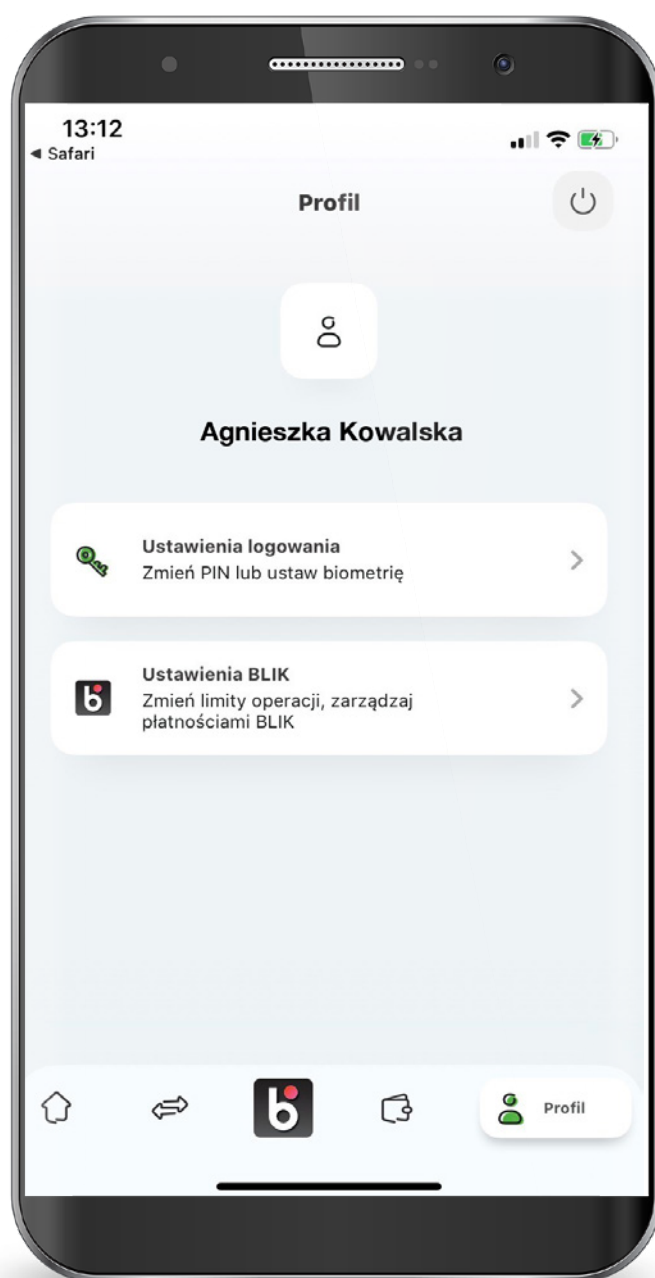 13:12
◀ Safari
Profil
Agnieszka Kowalska
Ustawienia logowania
Zmień PIN lub ustaw biometrię
Ustawienia BLIK
Zmień limity operacji, zarządzaj
płatnościami BLIK
Profil